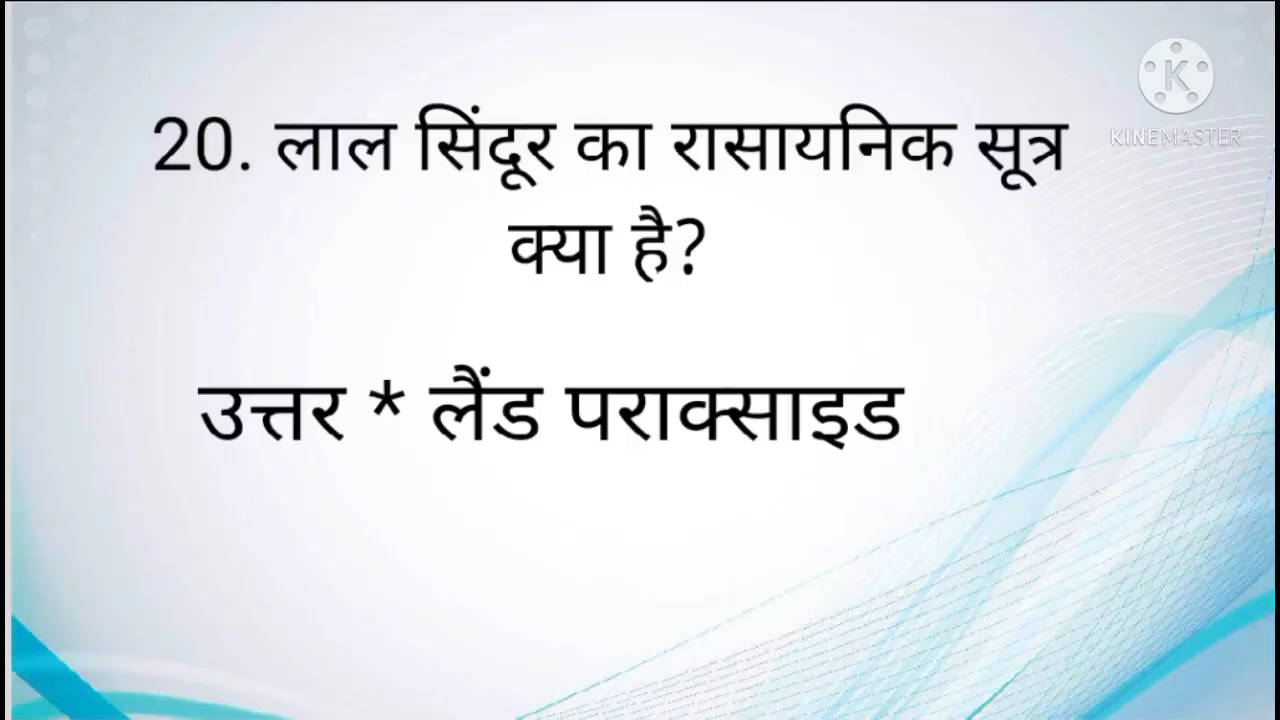 20. लाल सिंदूर का रासायनिक सूत्र
क्या है?
उत्तर * लैंड पराक्साइड
K
KINEMASTER